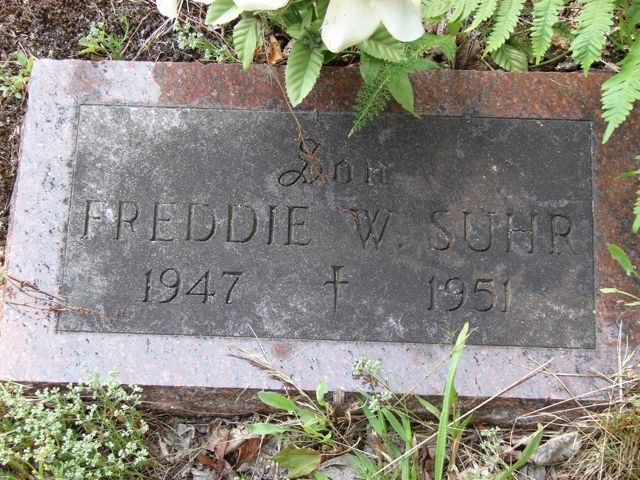 Son
FREDDIE W. SUHR
1947 † 1951